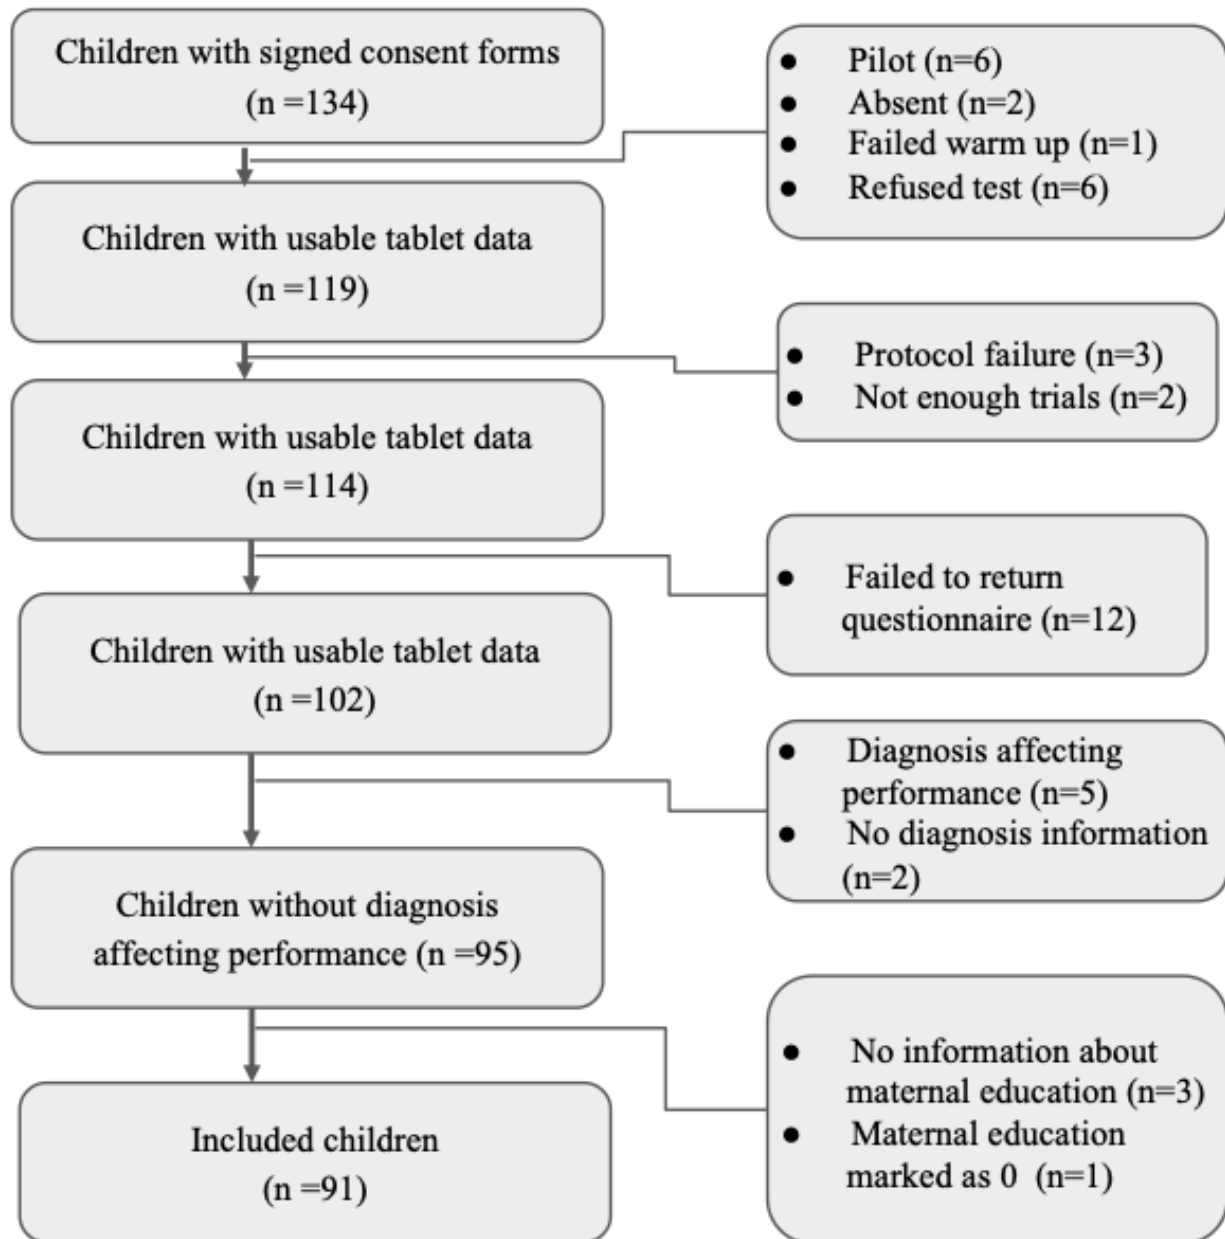 Children with signed consent forms
(n =134)
● Pilot (n=6)
● Absent (n=2)
● Failed warm up (n=1)
● Refused test (n=6)
Children with usable tablet data
(n =119)
● Protocol failure (n=3)
● Not enough trials (n=2)
Children with usable tablet data
(n =114)
● Failed to return
questionnaire (n=12)
Children with usable tablet data
(n =102)
● Diagnosis affecting
performance (n=5)
● No diagnosis information
(n=2)
Children without diagnosis
affecting performance (n =95)
● No information about
maternal education (n=3)
● Maternal education
marked as 0 (n=1)
Included children
(n =91)